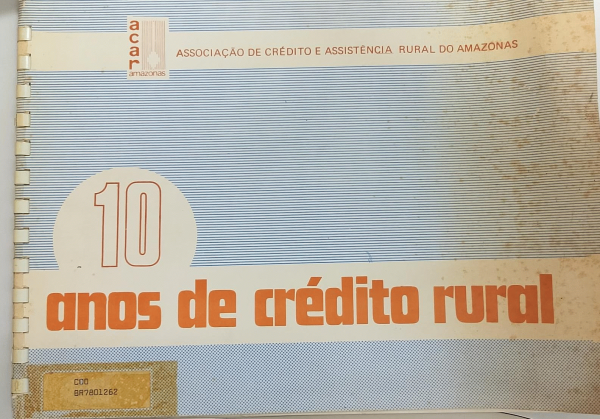 acar
amazonas
ASSOCIAÇÃO DE CRÉDITO E ASSISTÊNCIA RURAL DO AMAZONAS
10
anos de crédito rural
COD
BR7801262